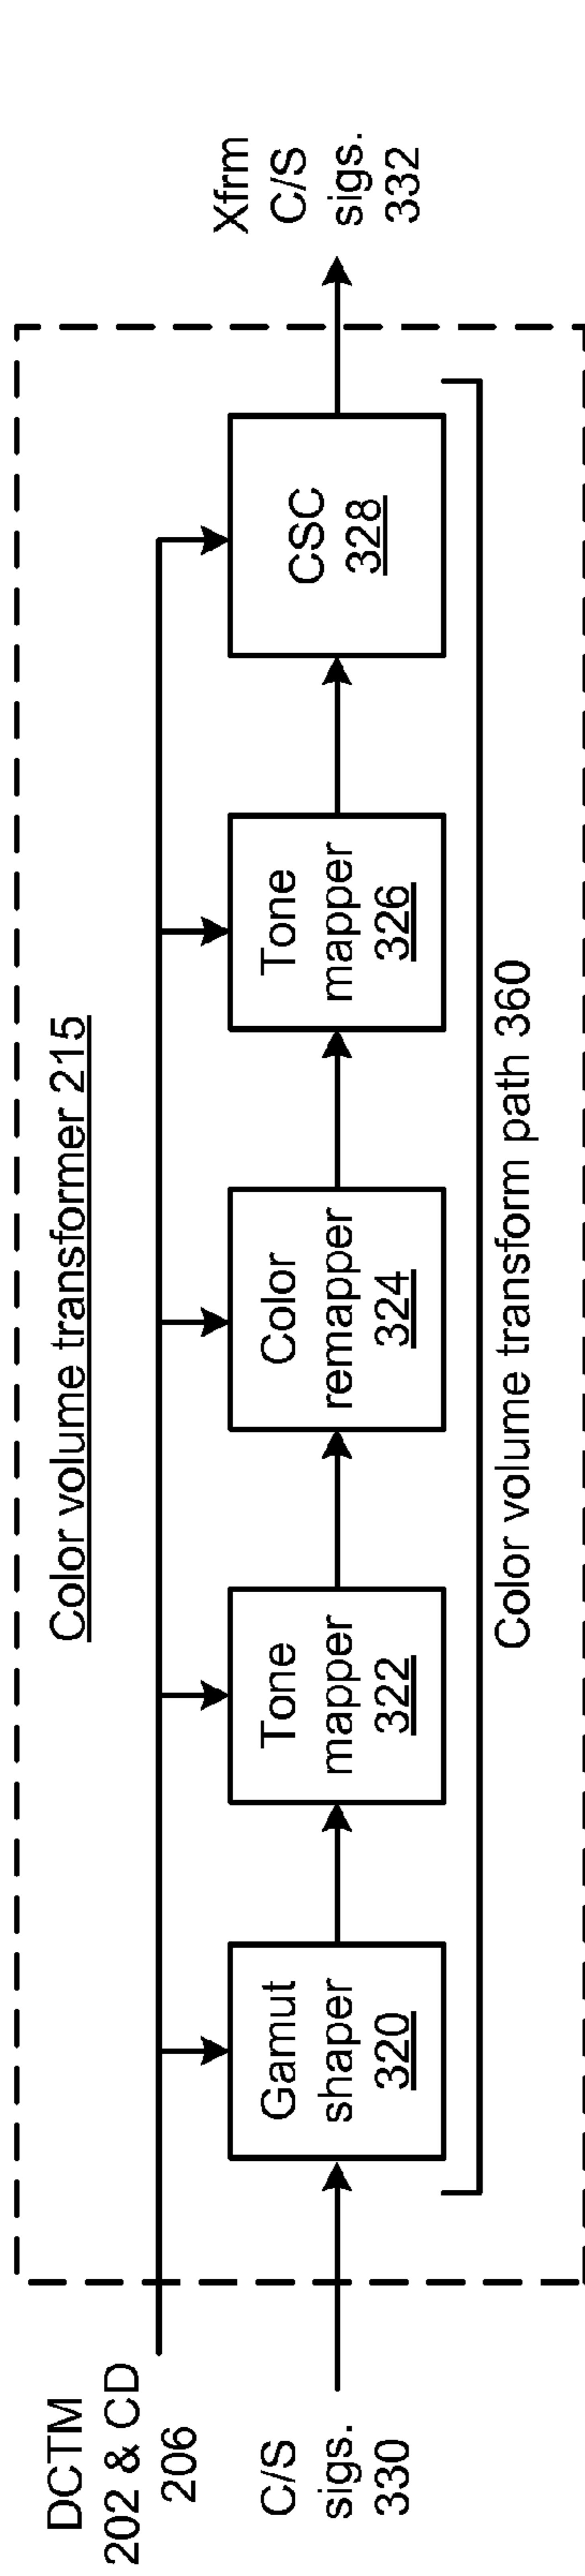 Color volume transformer 215
DCTM
202 & CD
206
C/S
sigs.
330
Gamut
shaper
320
Tone
mapper
322
Color
remapper
324
Tone
mapper
326
CSC
328
Xfrm
C/S
sigs.
332
Color volume transform path 360